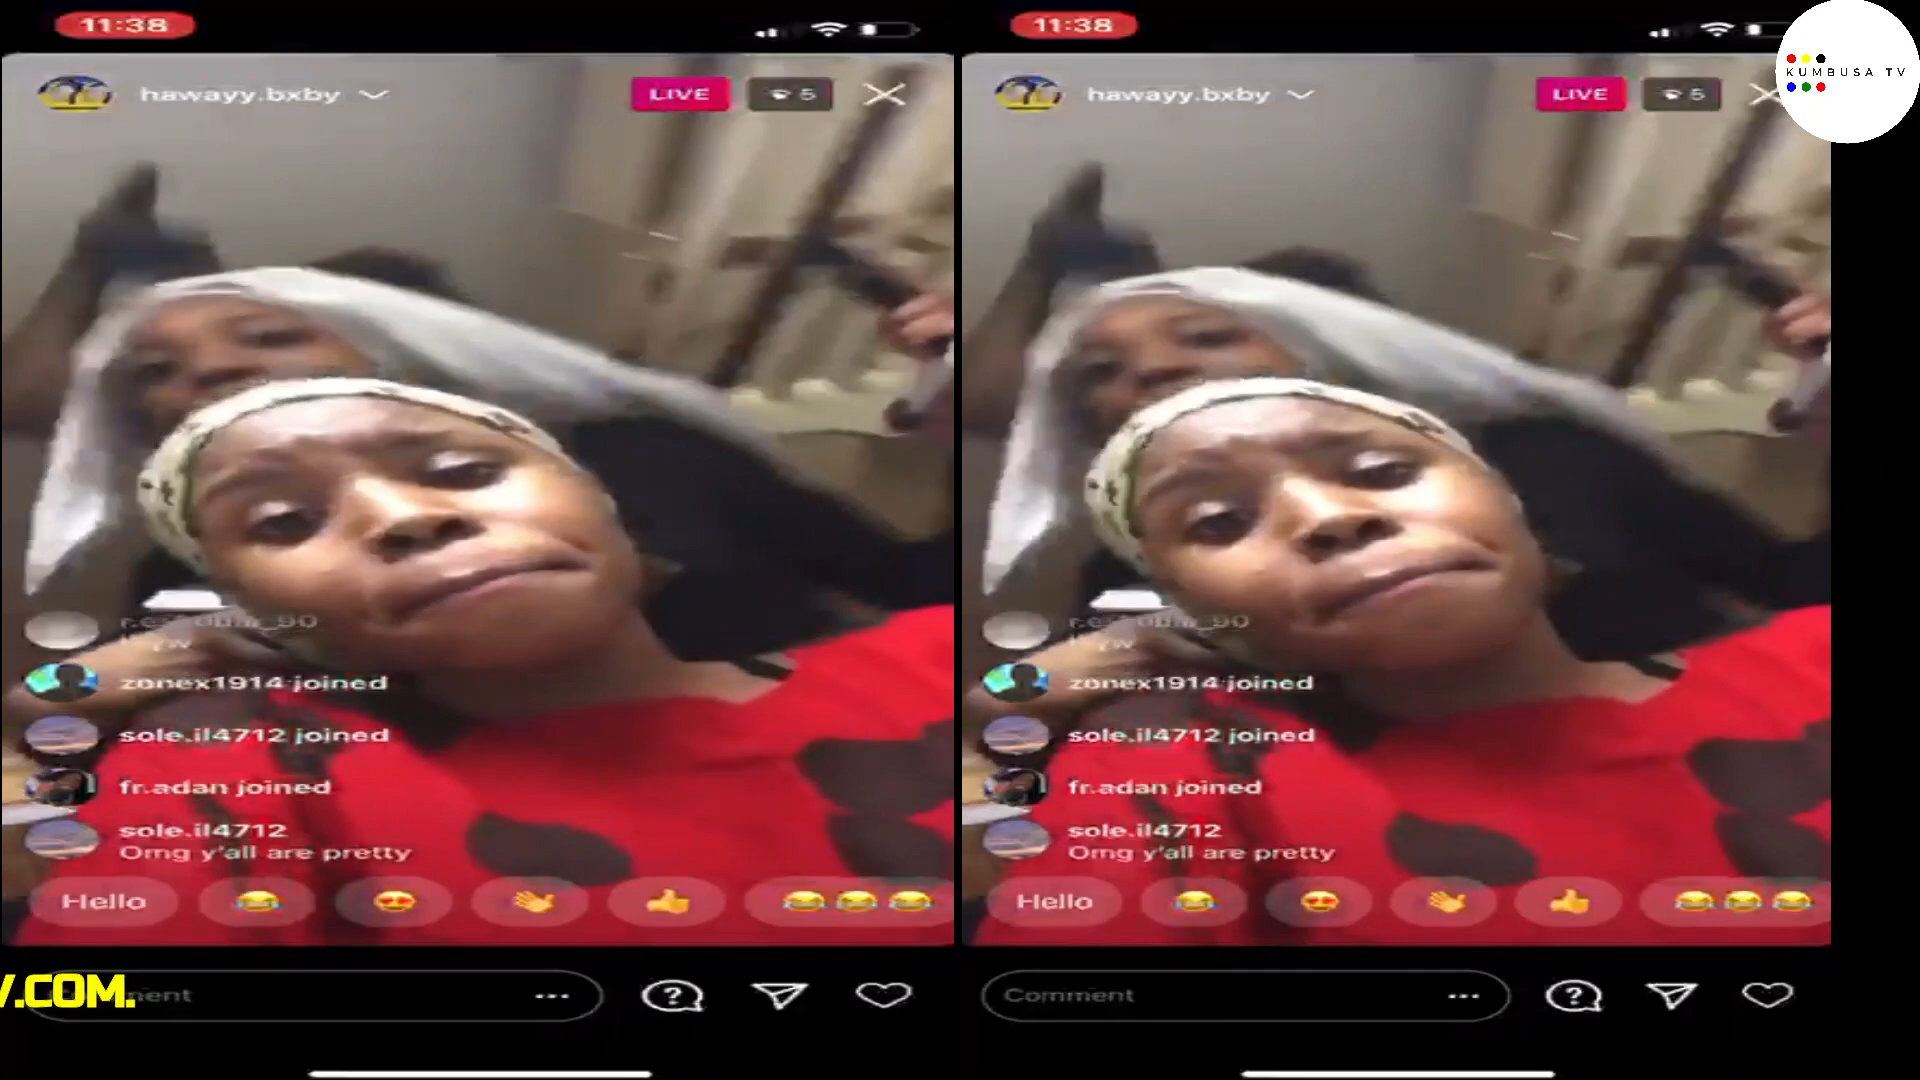 11:38
hawayy.bxby
LIVE
5
zonex1914 joined
sole.il4712 joined
fr.adan joined
sole.il4712
Omg y'all are pretty
Hello
.COM.
11:38
hawayy.bxby
LIVE
5
KUMBUSA TV
zonex1914 joined
sole.il4712 joined
fr.adan joined
sole.il4712
Omg y'all are pretty
Hello
Comment